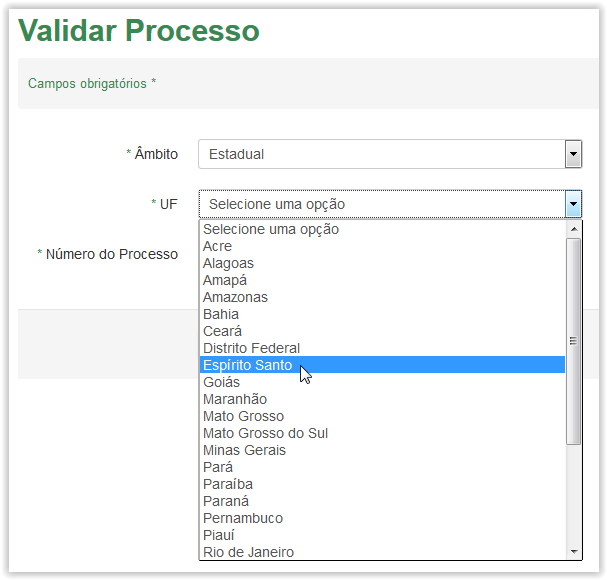 Validar Processo
Campos obrigatórios *
* Âmbito
Estadual
* UF
Selecione uma opção
* Número do Processo
Selecione uma opção
Acre
Alagoas
Amapá
Amazonas
Bahia
Ceará
Distrito Federal
Espírito Santo
Goiás
Maranhão
Mato Grosso
Mato Grosso do Sul
Minas Gerais
Pará
Paraíba
Paraná
Pernambuco
Piauí
Rio de Janeiro